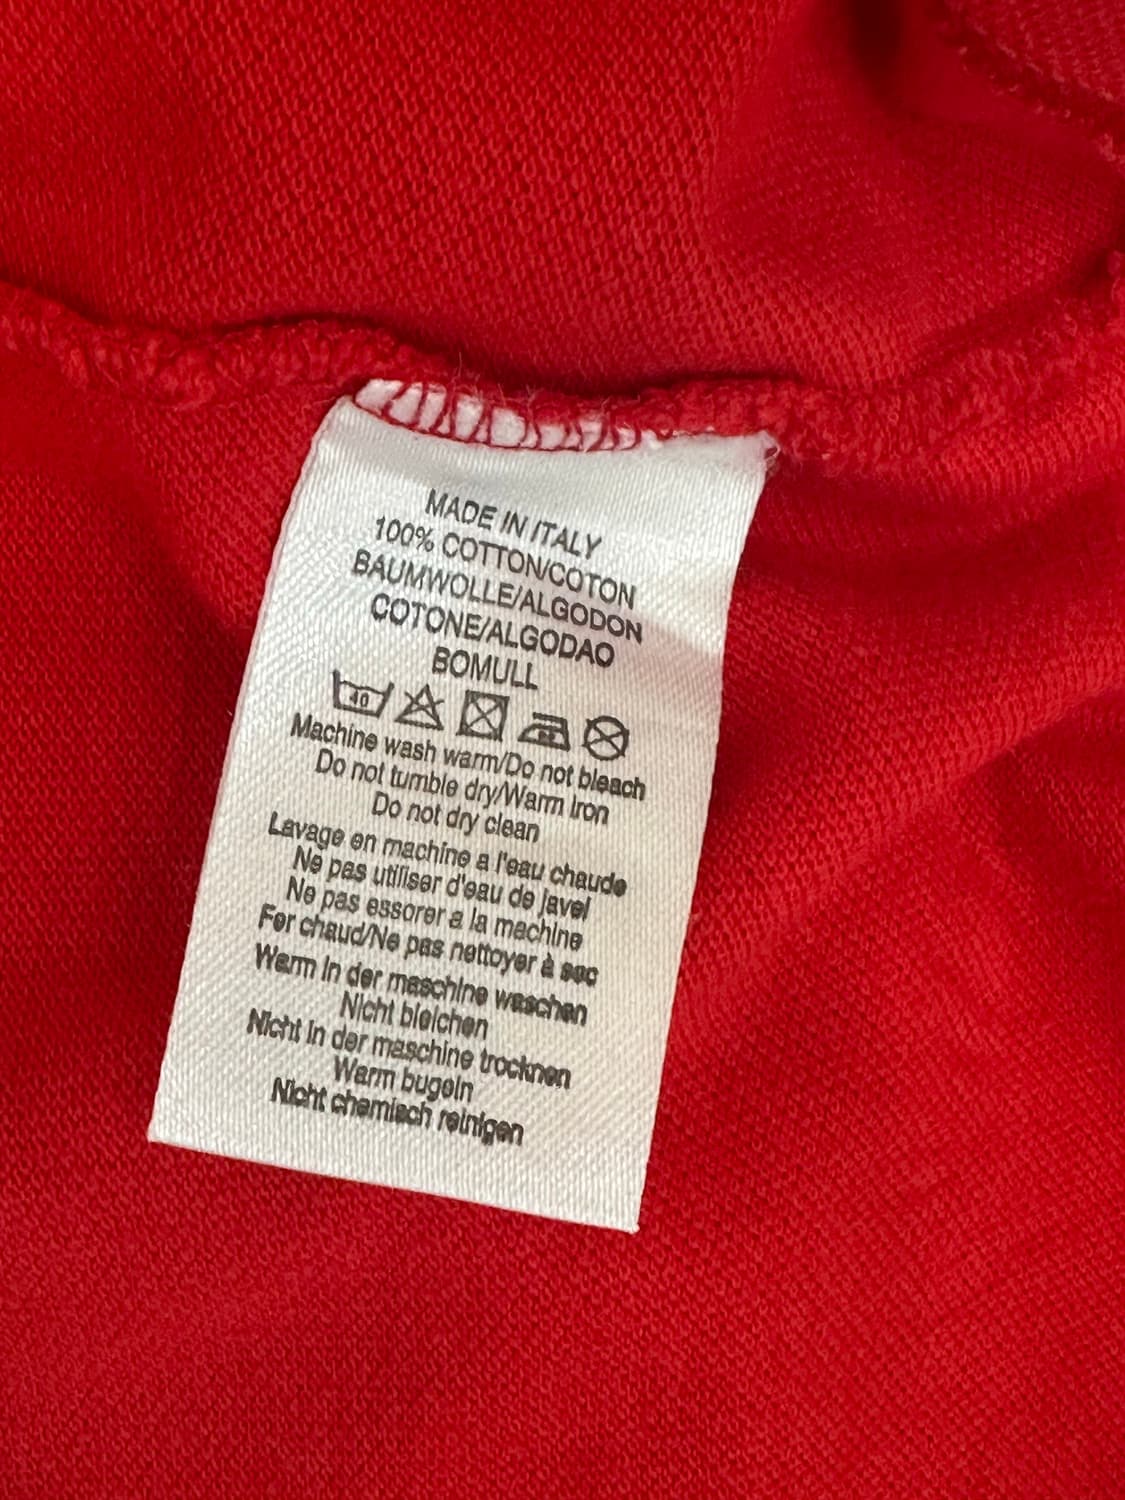 MADE IN ITALY
100% COTTON/COTON
BAUMWOLLE/ALGODON
COTONE/ALGODAO
BOMULL
40
Machine wash warm/Do not bleach
Do not tumble dry/Warm Iron
Do not dry clean
Lavage en machine a l'eau chaude
Ne pas utiliser d'eau de javel
Ne pas essorer a la machine
Fer chaud/Ne pas nettoyer à sec
Warm in der maschine waschen
Nicht bleichen
Nicht in der maschine trocknen
Warm bugeln
Nicht chemisch reinigen